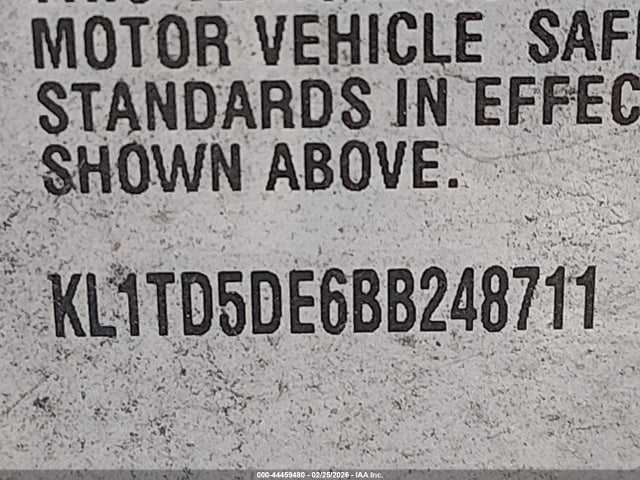 MOTOR VEHICLE SAF
STANDARDS IN EFFEC
SHOWN ABOVE.
KL1TD5DE6BB248711
000-44459480 - 02/25/2026 - IAA Inc.